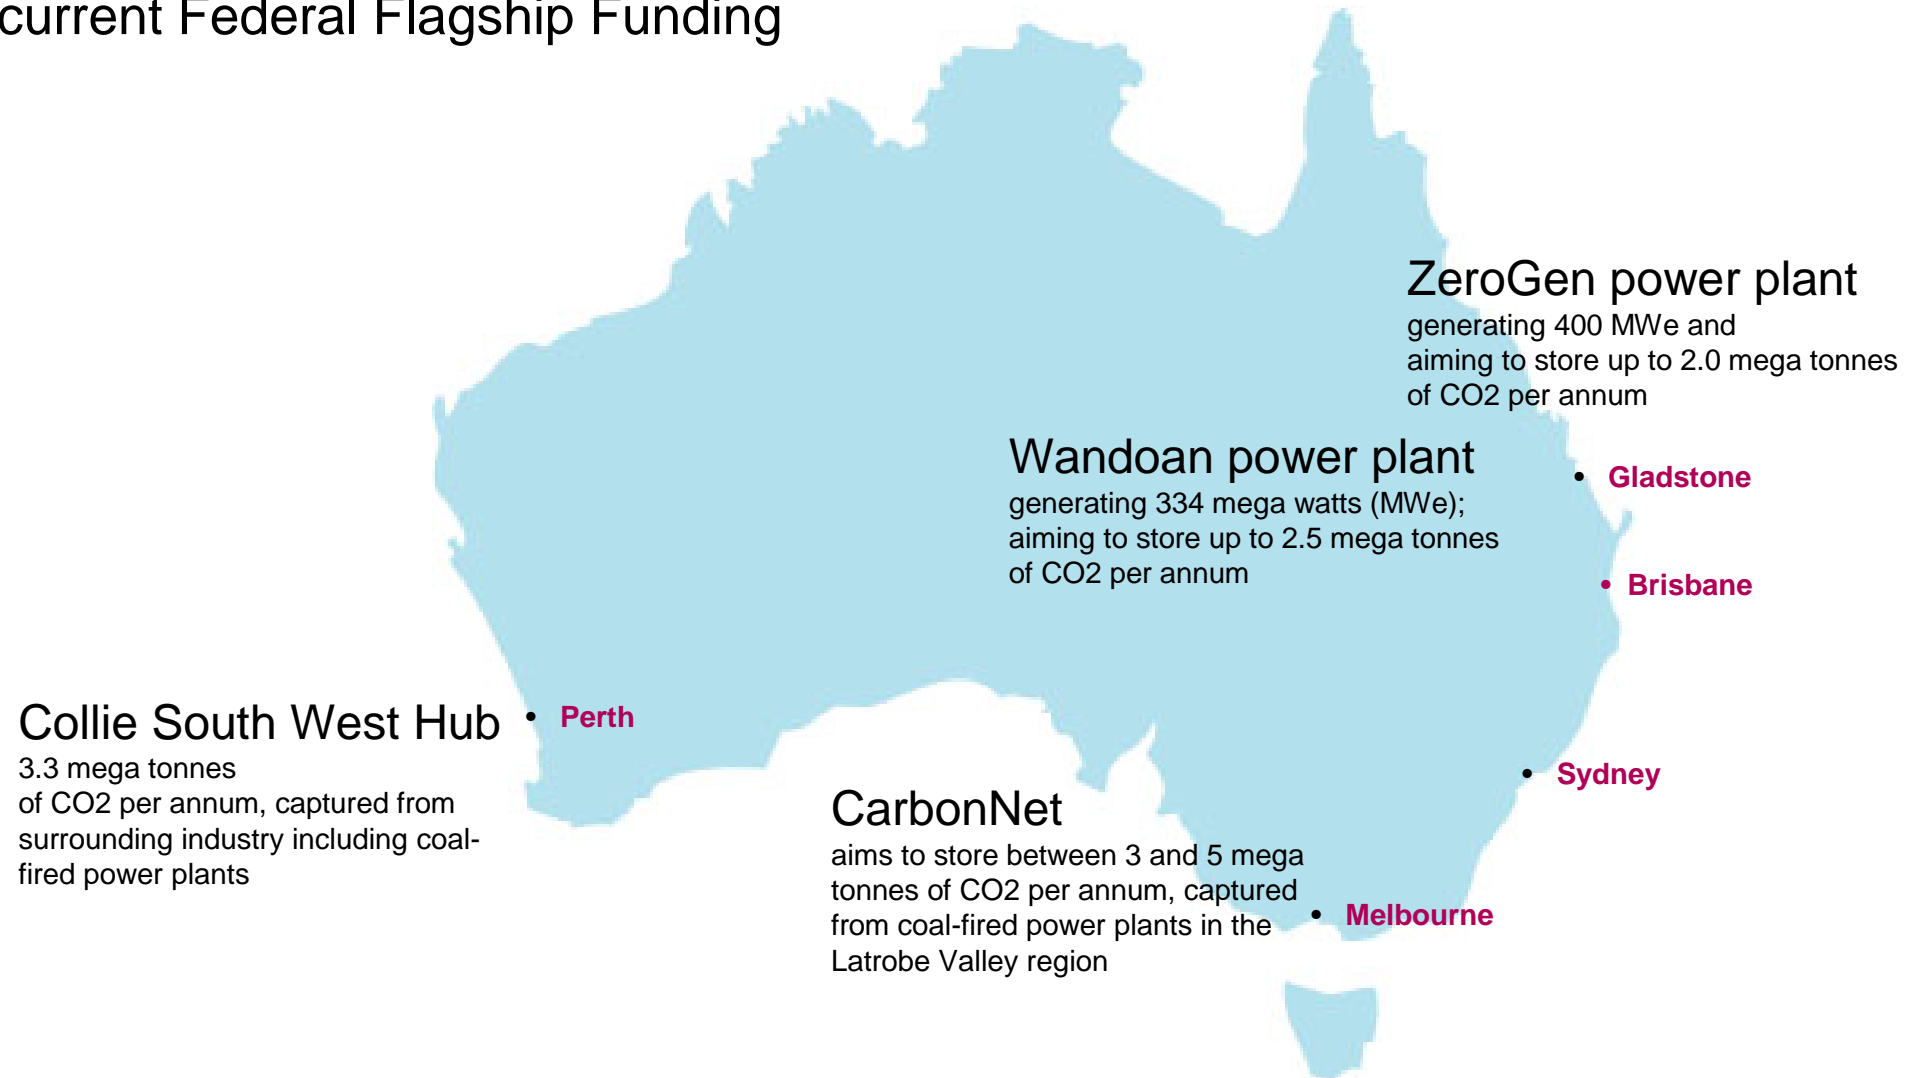 current Federal Flagship Funding
ZeroGen power plant
generating 400 MWe and
aiming to store up to 2.0 mega tonnes
of CO2 per annum
Wandoan power plant
generating 334 mega watts (MWe);
aiming to store up to 2.5 mega tonnes
of CO2 per annum
• Gladstone
• Brisbane
Collie South West Hub
3.3 mega tonnes
of CO2 per annum, captured from
surrounding industry including coal-
fired power plants
• Perth
• Sydney
CarbonNet
aims to store between 3 and 5 mega
tonnes of CO2 per annum, captured
from coal-fired power plants in the
Latrobe Valley region
• Melbourne